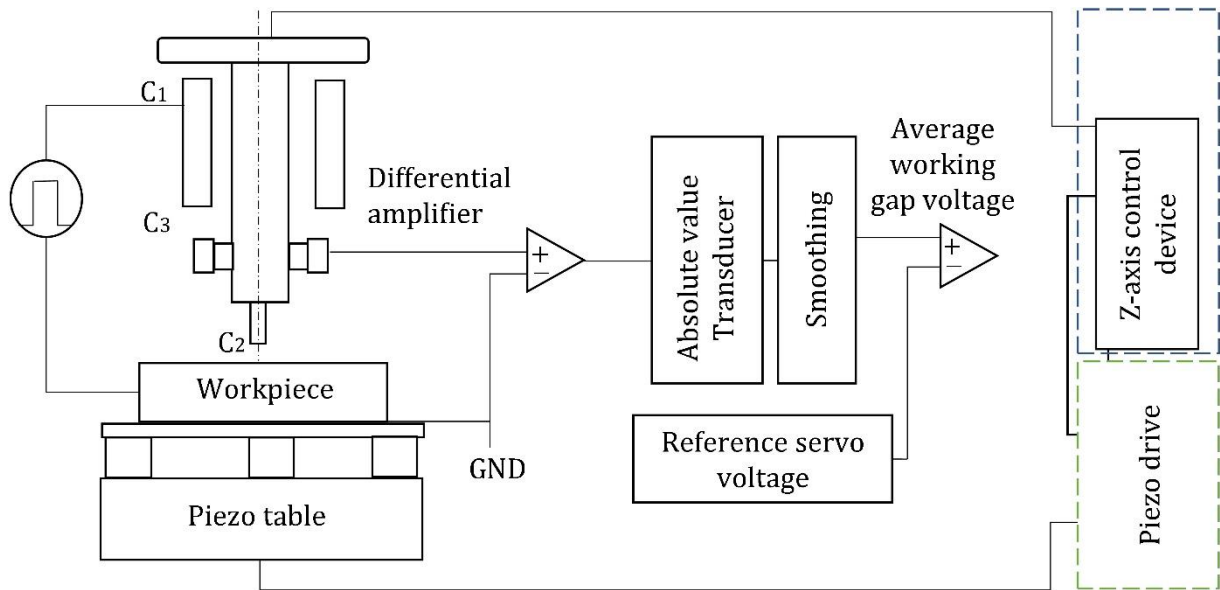 C1
C3
C2
Differential
amplifier
+
−
Workpiece
GND
Piezo table
Absolute value
Transducer
Smoothing
Average
working
gap voltage
+
−
Reference servo
voltage
Z-axis control
device
Piezo drive